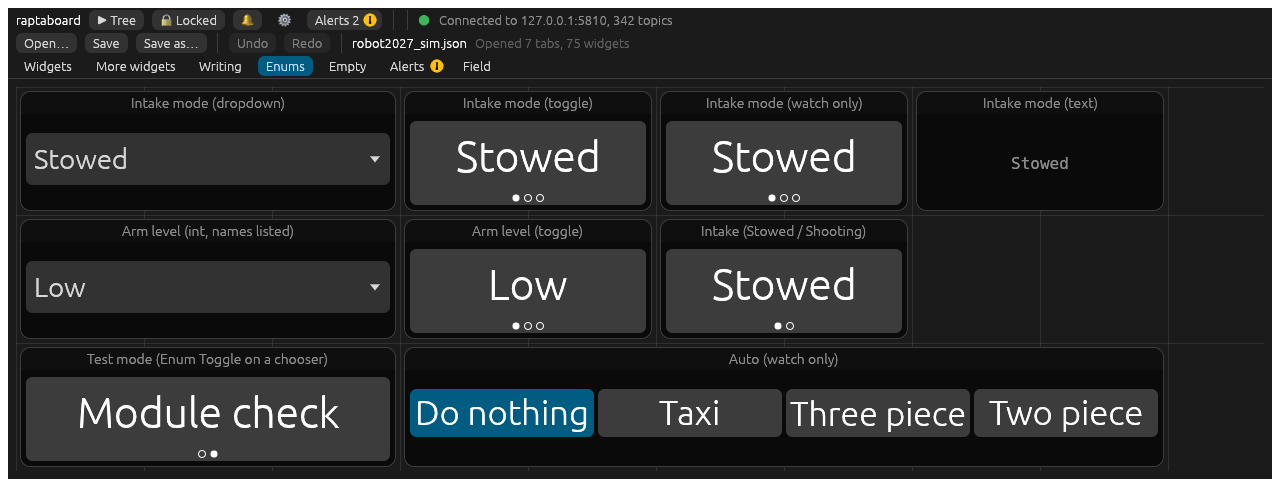 raptaboard ▶ Tree 🔒 Locked 🔔 ⚙ Alerts 2 Connected to 127.0.0.1:5810, 342 topics
Open… Save Save as… Undo Redo robot2027_sim.json Opened 7 tabs, 75 widgets
Widgets More widgets Writing Enums Empty Alerts Field
Intake mode (dropdown) Intake mode (toggle) Intake mode (watch only) Intake mode (text)
Stowed Stowed Stowed Stowed
Arm level (int, names listed) Arm level (toggle) Intake (Stowed / Shooting)
Low Low Stowed
Test mode (Enum Toggle on a chooser) Auto (watch only)
Module check Do nothing Taxi Three piece Two piece